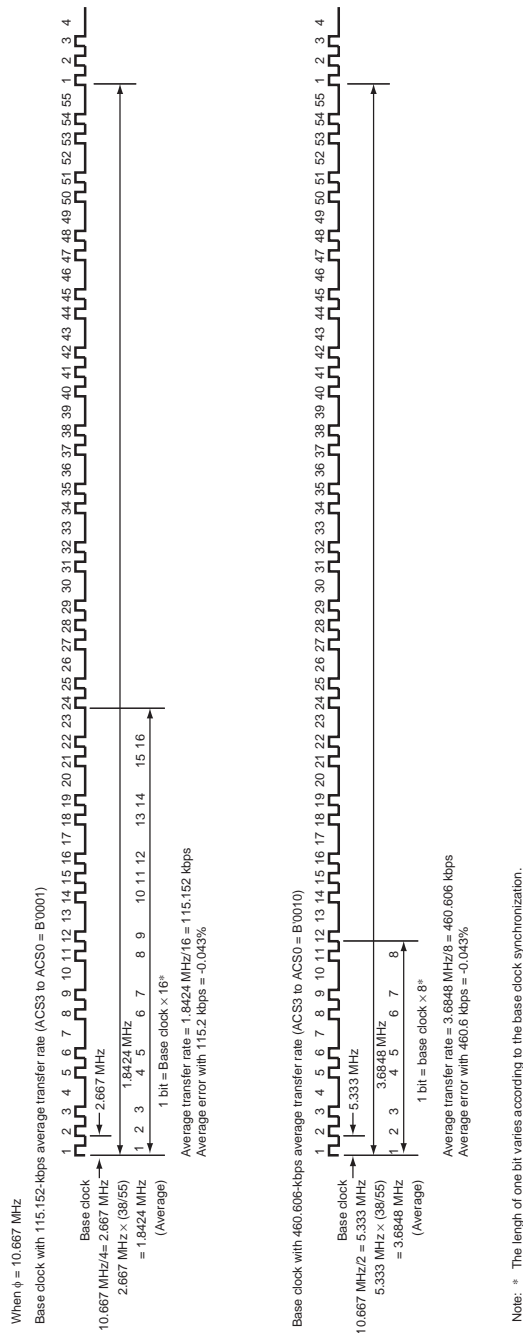 When ϕ = 10.667 MHz
Base clock with 115.152-kbps average transfer rate (ACS3 to ACS0 = B'0001)
1 2 3 4 5 6 7 8 9 10 11 12 13 14 15 16 17 18 19 20 21 22 23 24 25 26 27 28 29 30 31 32 33 34 35 36 37 38 39 40 41 42 43 44 45 46 47 48 49 50 51 52 53 54 55 1 2 3 4
Base clock
10.667 MHz/4= 2.667 MHz
2.667 MHz
2.667 MHz × (38/55)
= 1.8424 MHz
(Average)
1.8424 MHz
1 2 3 4 5 6 7 8 9 10 11 12 13 14 15 16
1 bit = Base clock × 16*
Average transfer rate = 1.8424 MHz/16 = 115.152 kbps
Average error with 115.2 kbps = -0.043%
Base clock with 460.606-kbps average transfer rate (ACS3 to ACS0 = B'0010)
1 2 3 4 5 6 7 8 9 10 11 12 13 14 15 16 17 18 19 20 21 22 23 24 25 26 27 28 29 30 31 32 33 34 35 36 37 38 39 40 41 42 43 44 45 46 47 48 49 50 51 52 53 54 55 1 2 3 4
Base clock
10.667 MHz/2 = 5.333 MHz
5.333 MHz
5.333 MHz × (38/55)
= 3.6848 MHz
(Average)
3.6848 MHz
1 2 3 4 5 6 7 8
1 bit = base clock × 8*
Average transfer rate = 3.6848 MHz/8 = 460.606 kbps
Average error with 460.6 kbps = -0.043%
Note: * The lengh of one bit varies according to the base clock synchronization.